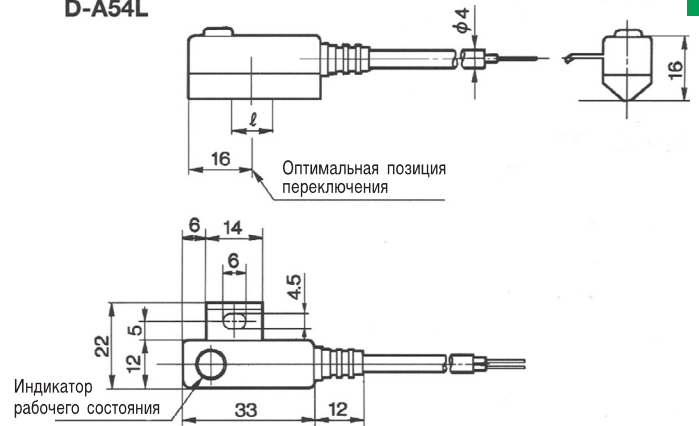 D-A54L
ϕ4
16
ℓ
16
Оптимальная позиция
переключения
6
14
6
4.5
5
22
12
Индикатор
рабочего состояния
33
12